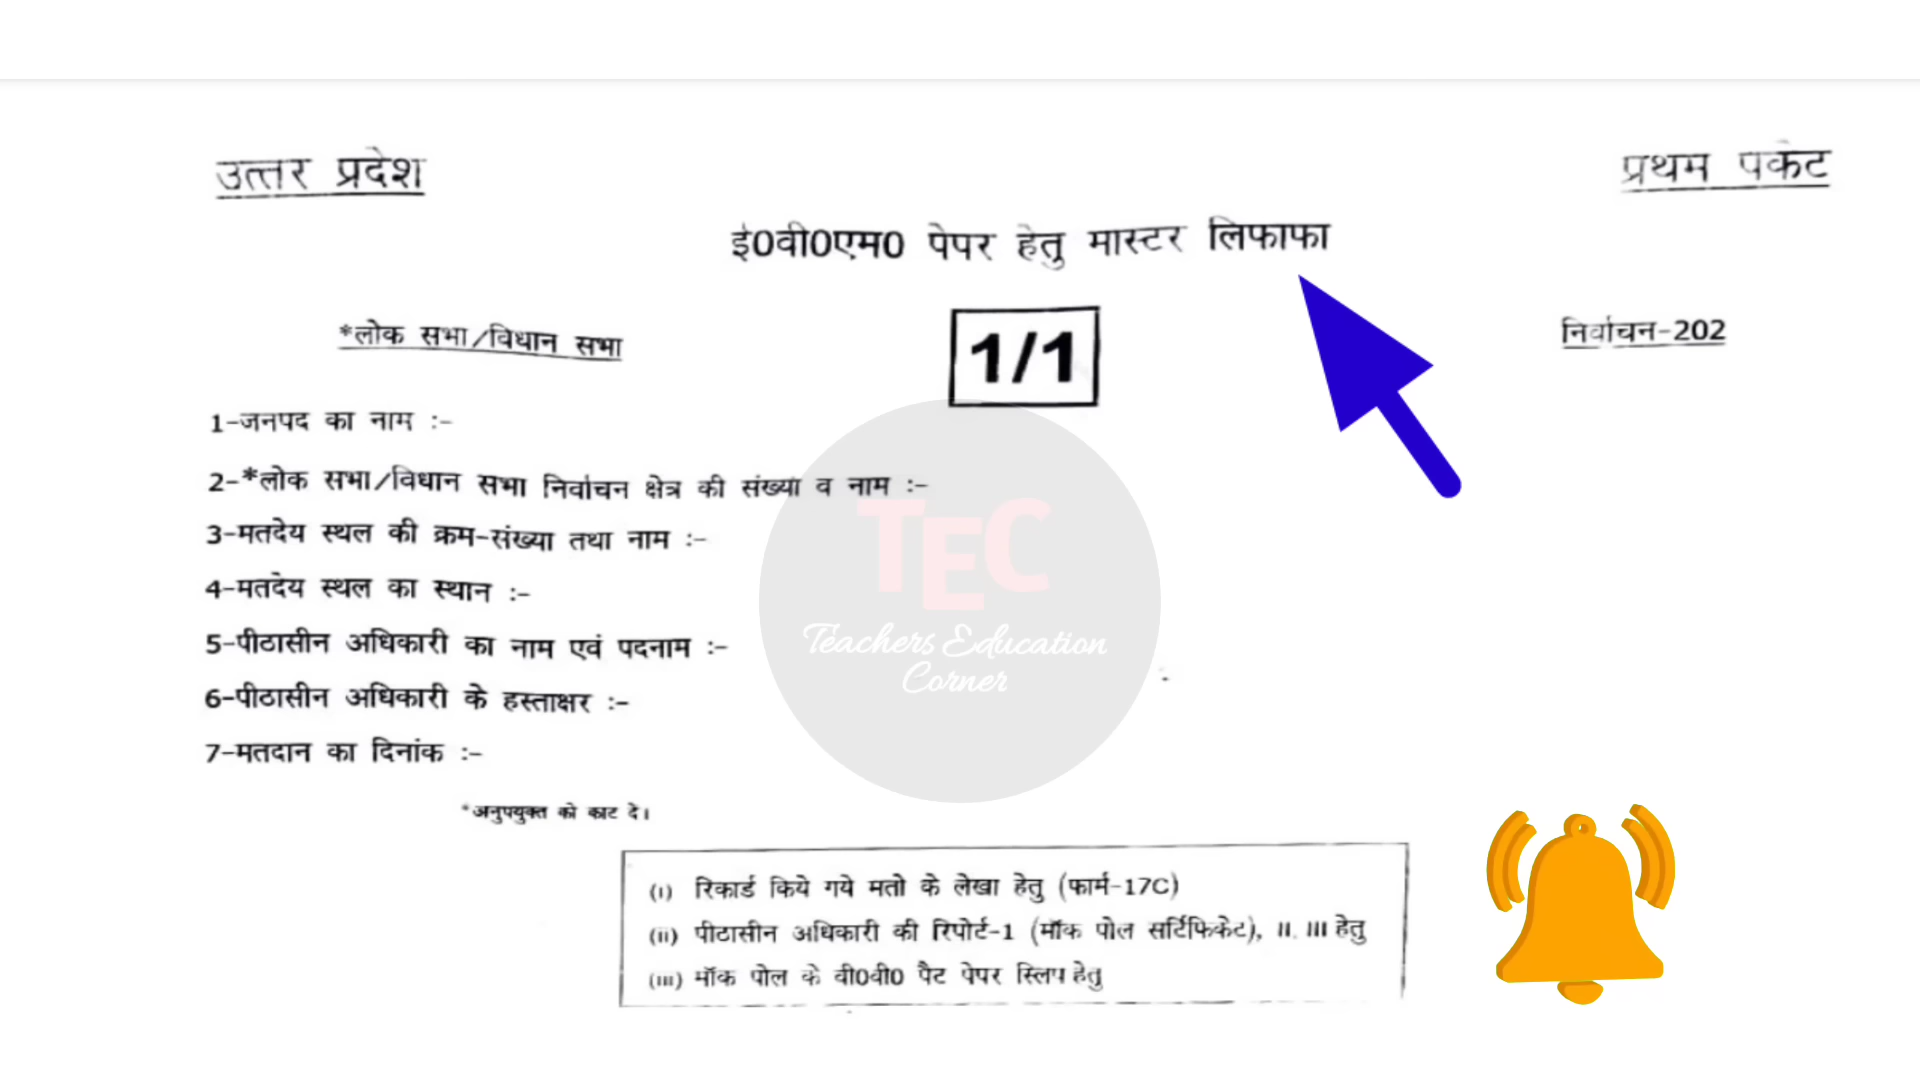 उत्तर प्रदेश
प्रथम पकेट
ई0वी0एम0 पेपर हेतु मास्टर लिफाफा
*लोक सभा/विधान सभा
1/1
निर्वाचन-202
1-जनपद का नाम :-
2-*लोक सभा/विधान सभा निर्वाचन क्षेत्र की संख्या व नाम :-
3-मतदेय स्थल की क्रम-संख्या तथा नाम :-
4-मतदेय स्थल का स्थान :-
5-पीठासीन अधिकारी का नाम एवं पदनाम :-
6-पीठासीन अधिकारी के हस्ताक्षर :-
7-मतदान का दिनांक :-
TEC
Teachers Education
Corner
*अनुपयुक्त को काट दे।
(i) रिकार्ड किये गये मतो के लेखा हेतु (फार्म-17C)
(ii) पीठासीन अधिकारी की रिपोर्ट-1 (मॉक पोल सर्टिफिकेट), II. III हेतु
(iii) मॉक पोल के वी0वी0 पैट पेपर स्लिप हेतु